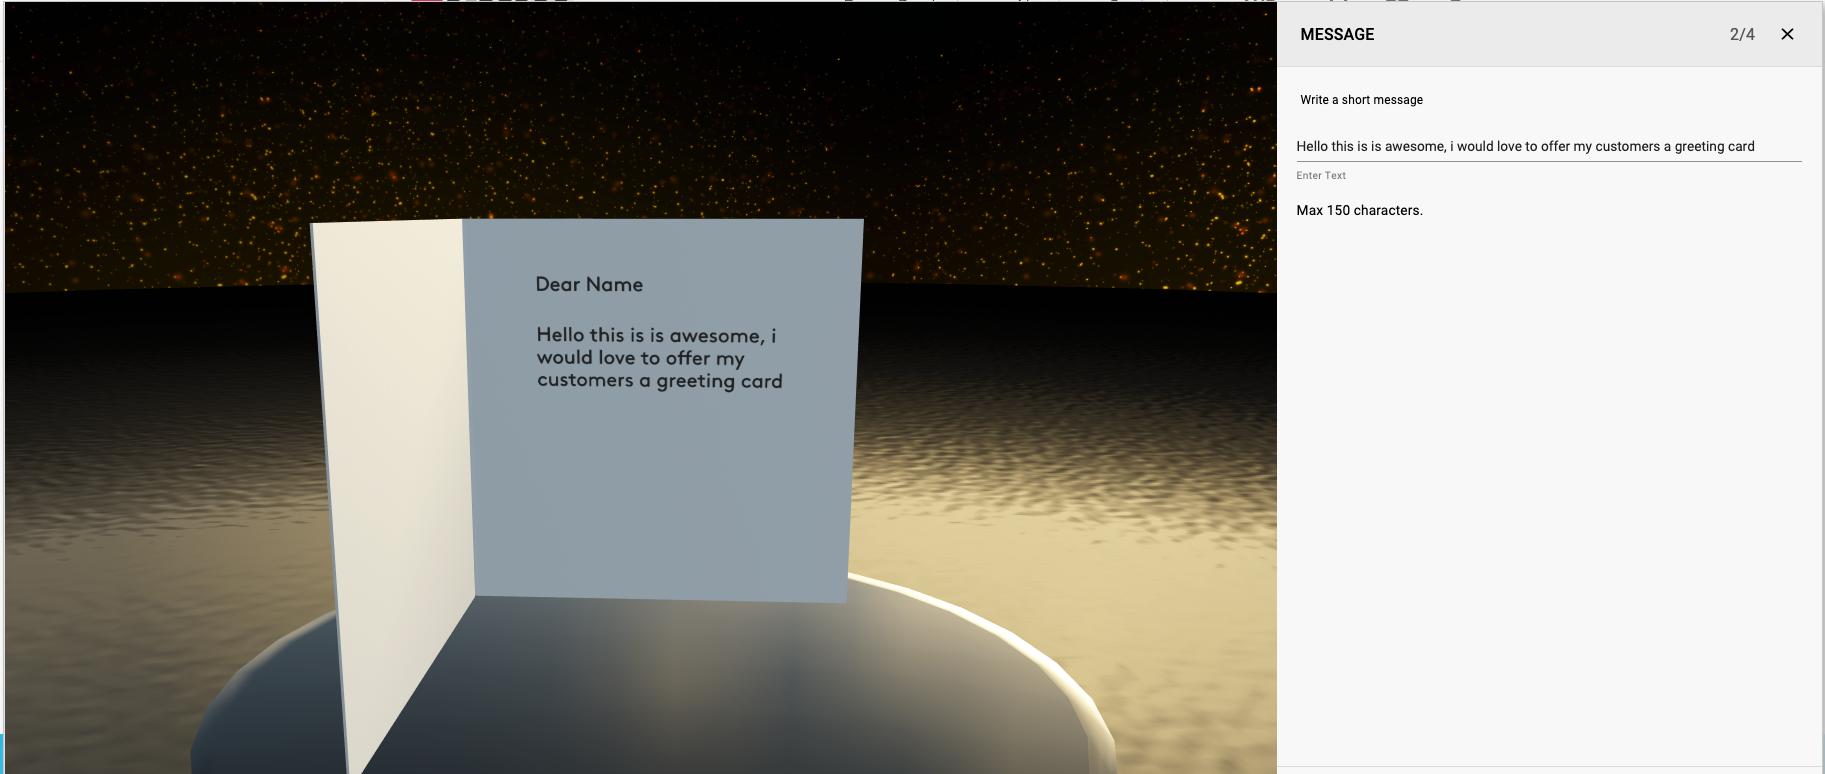 MESSAGE
2/4
Write a short message
Hello this is is awesome, i would love to offer my customers a greeting card
Enter Text
Max 150 characters.
Dear Name
Hello this is is awesome, i
would love to offer my
customers a greeting card